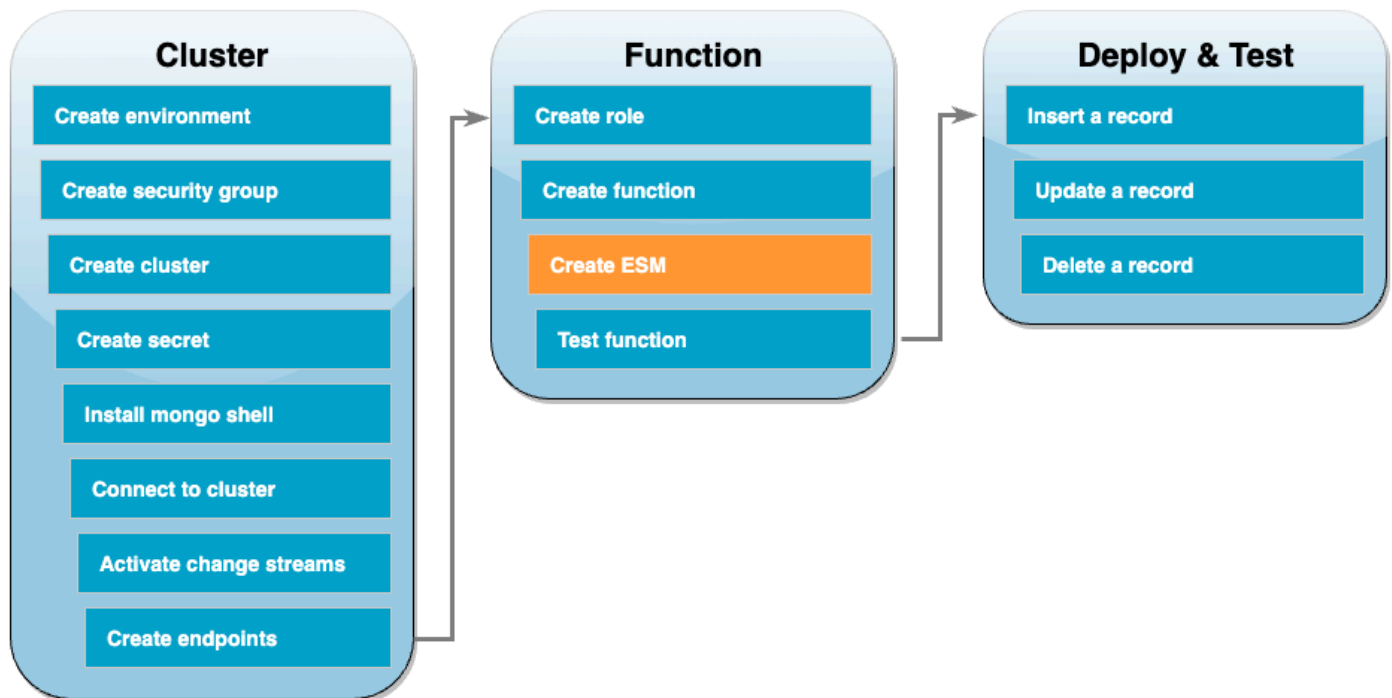 Cluster
Create environment
Create security group
Create cluster
Create secret
Install mongo shell
Connect to cluster
Activate change streams
Create endpoints
Function
Create role
Create function
Create ESM
Test function
Deploy & Test
Insert a record
Update a record
Delete a record